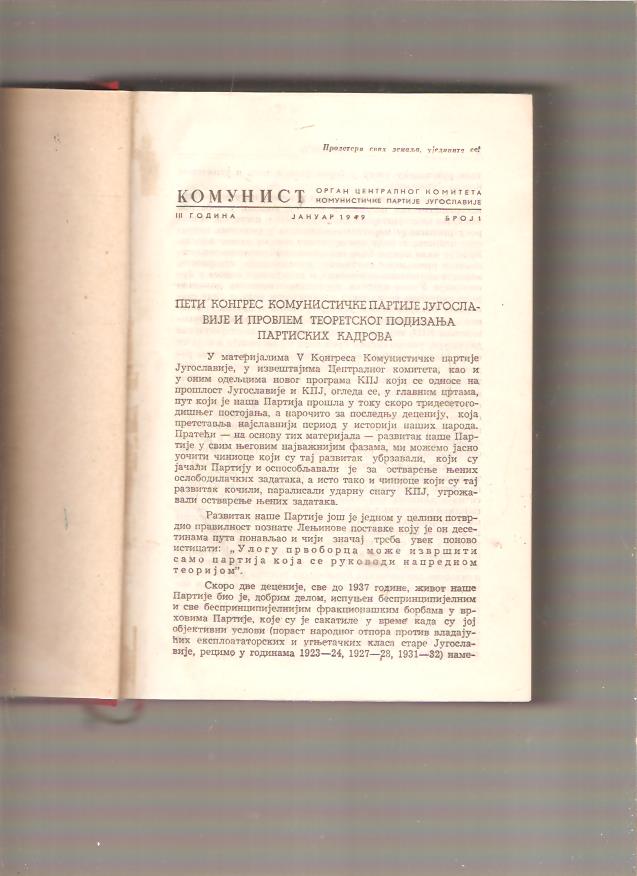 Пролетери свих земаља, уједините се!
КОМУНИСТ
ОРГАН ЦЕНТРАЛНОГ КОМИТЕТА
КОМУНИСТИЧКЕ ПАРТИЈЕ ЈУГОСЛАВИЈЕ
III ГОДИНА ЈАНУАР 1949 БРОЈ 1
ПЕТИ КОНГРЕС КОМУНИСТИЧКЕ ПАРТИЈЕ ЈУГОСЛА-
ВИЈЕ И ПРОБЛЕМ ТЕОРЕТСКОГ ПОДИЗАЊА
ПАРТИСКИХ КАДРОВА
У материјалима V Конгреса Комунистичке партије
Југославије, у извештајима Централног комитета, као и
у оним одељцима новог програма КПЈ који се односе на
прошлост Југославије и КПЈ, огледа се, у главним цртама,
пут који је наша Партија прошла у току скоро тридесетого-
дишњег постојања, а нарочито за последњу деценију, која
претставља најславнији период у историји наших народа.
Пратећи — на основу тих материјала — развитак наше Пар-
тије у свим његовим најважнијим фазама, ми можемо јасно
уочити чиниоце који су тај развитак убрзавали, који су
јачали Партију и оспособљавали је за остварење њених
ослободилачких задатака, а исто тако и чиниоце који су тај
развитак кочили, паралисали ударну снагу КПЈ, угрожа-
вали остварење њених задатака.
Развитак наше Партије још је једном у целини потвр-
дио правилност познате Лењинове поставке коју је он десе-
тинама пута понављао и чији значај треба увек поново
истицати: „Улогу првоборца може извршити
само партија која се руководи напредном
теоријом”.
Скоро две деценије, све до 1937 године, живот наше
Партије био је, добрим делом, испуњен беспринципијелним
и све беспринципијелнијим фракционашким борбама у вр-
ховима Партије, које су је сакатиле у време када су јој
објективни услови (пораст народног отпора против владају-
ћих експлоататорских и угњетачких класа старе Југосла-
вије, рецимо у годинама 1923—24, 1927—28, 1931—32) наме-